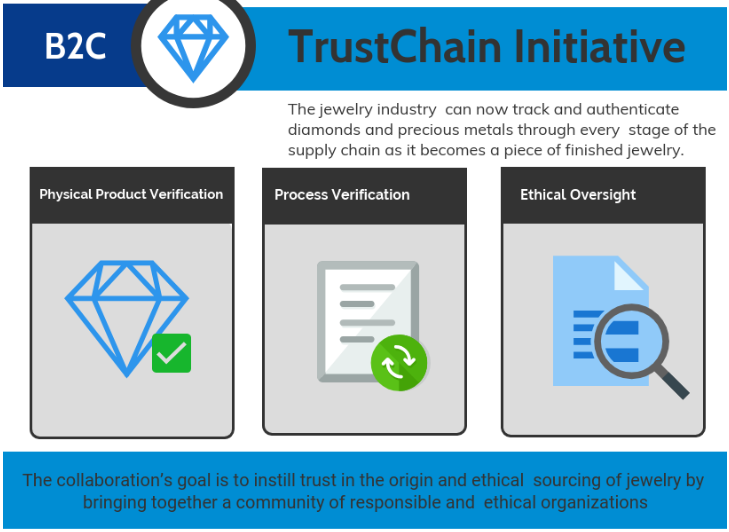 B2C
TrustChain Initiative
The jewelry industry can now track and authenticate
diamonds and precious metals through every stage of the
supply chain as it becomes a piece of finished jewelry.
Physical Product Verification
Process Verification
Ethical Oversight
The collaboration's goal is to instill trust in the origin and ethical sourcing of jewelry by
bringing together a community of responsible and ethical organizations